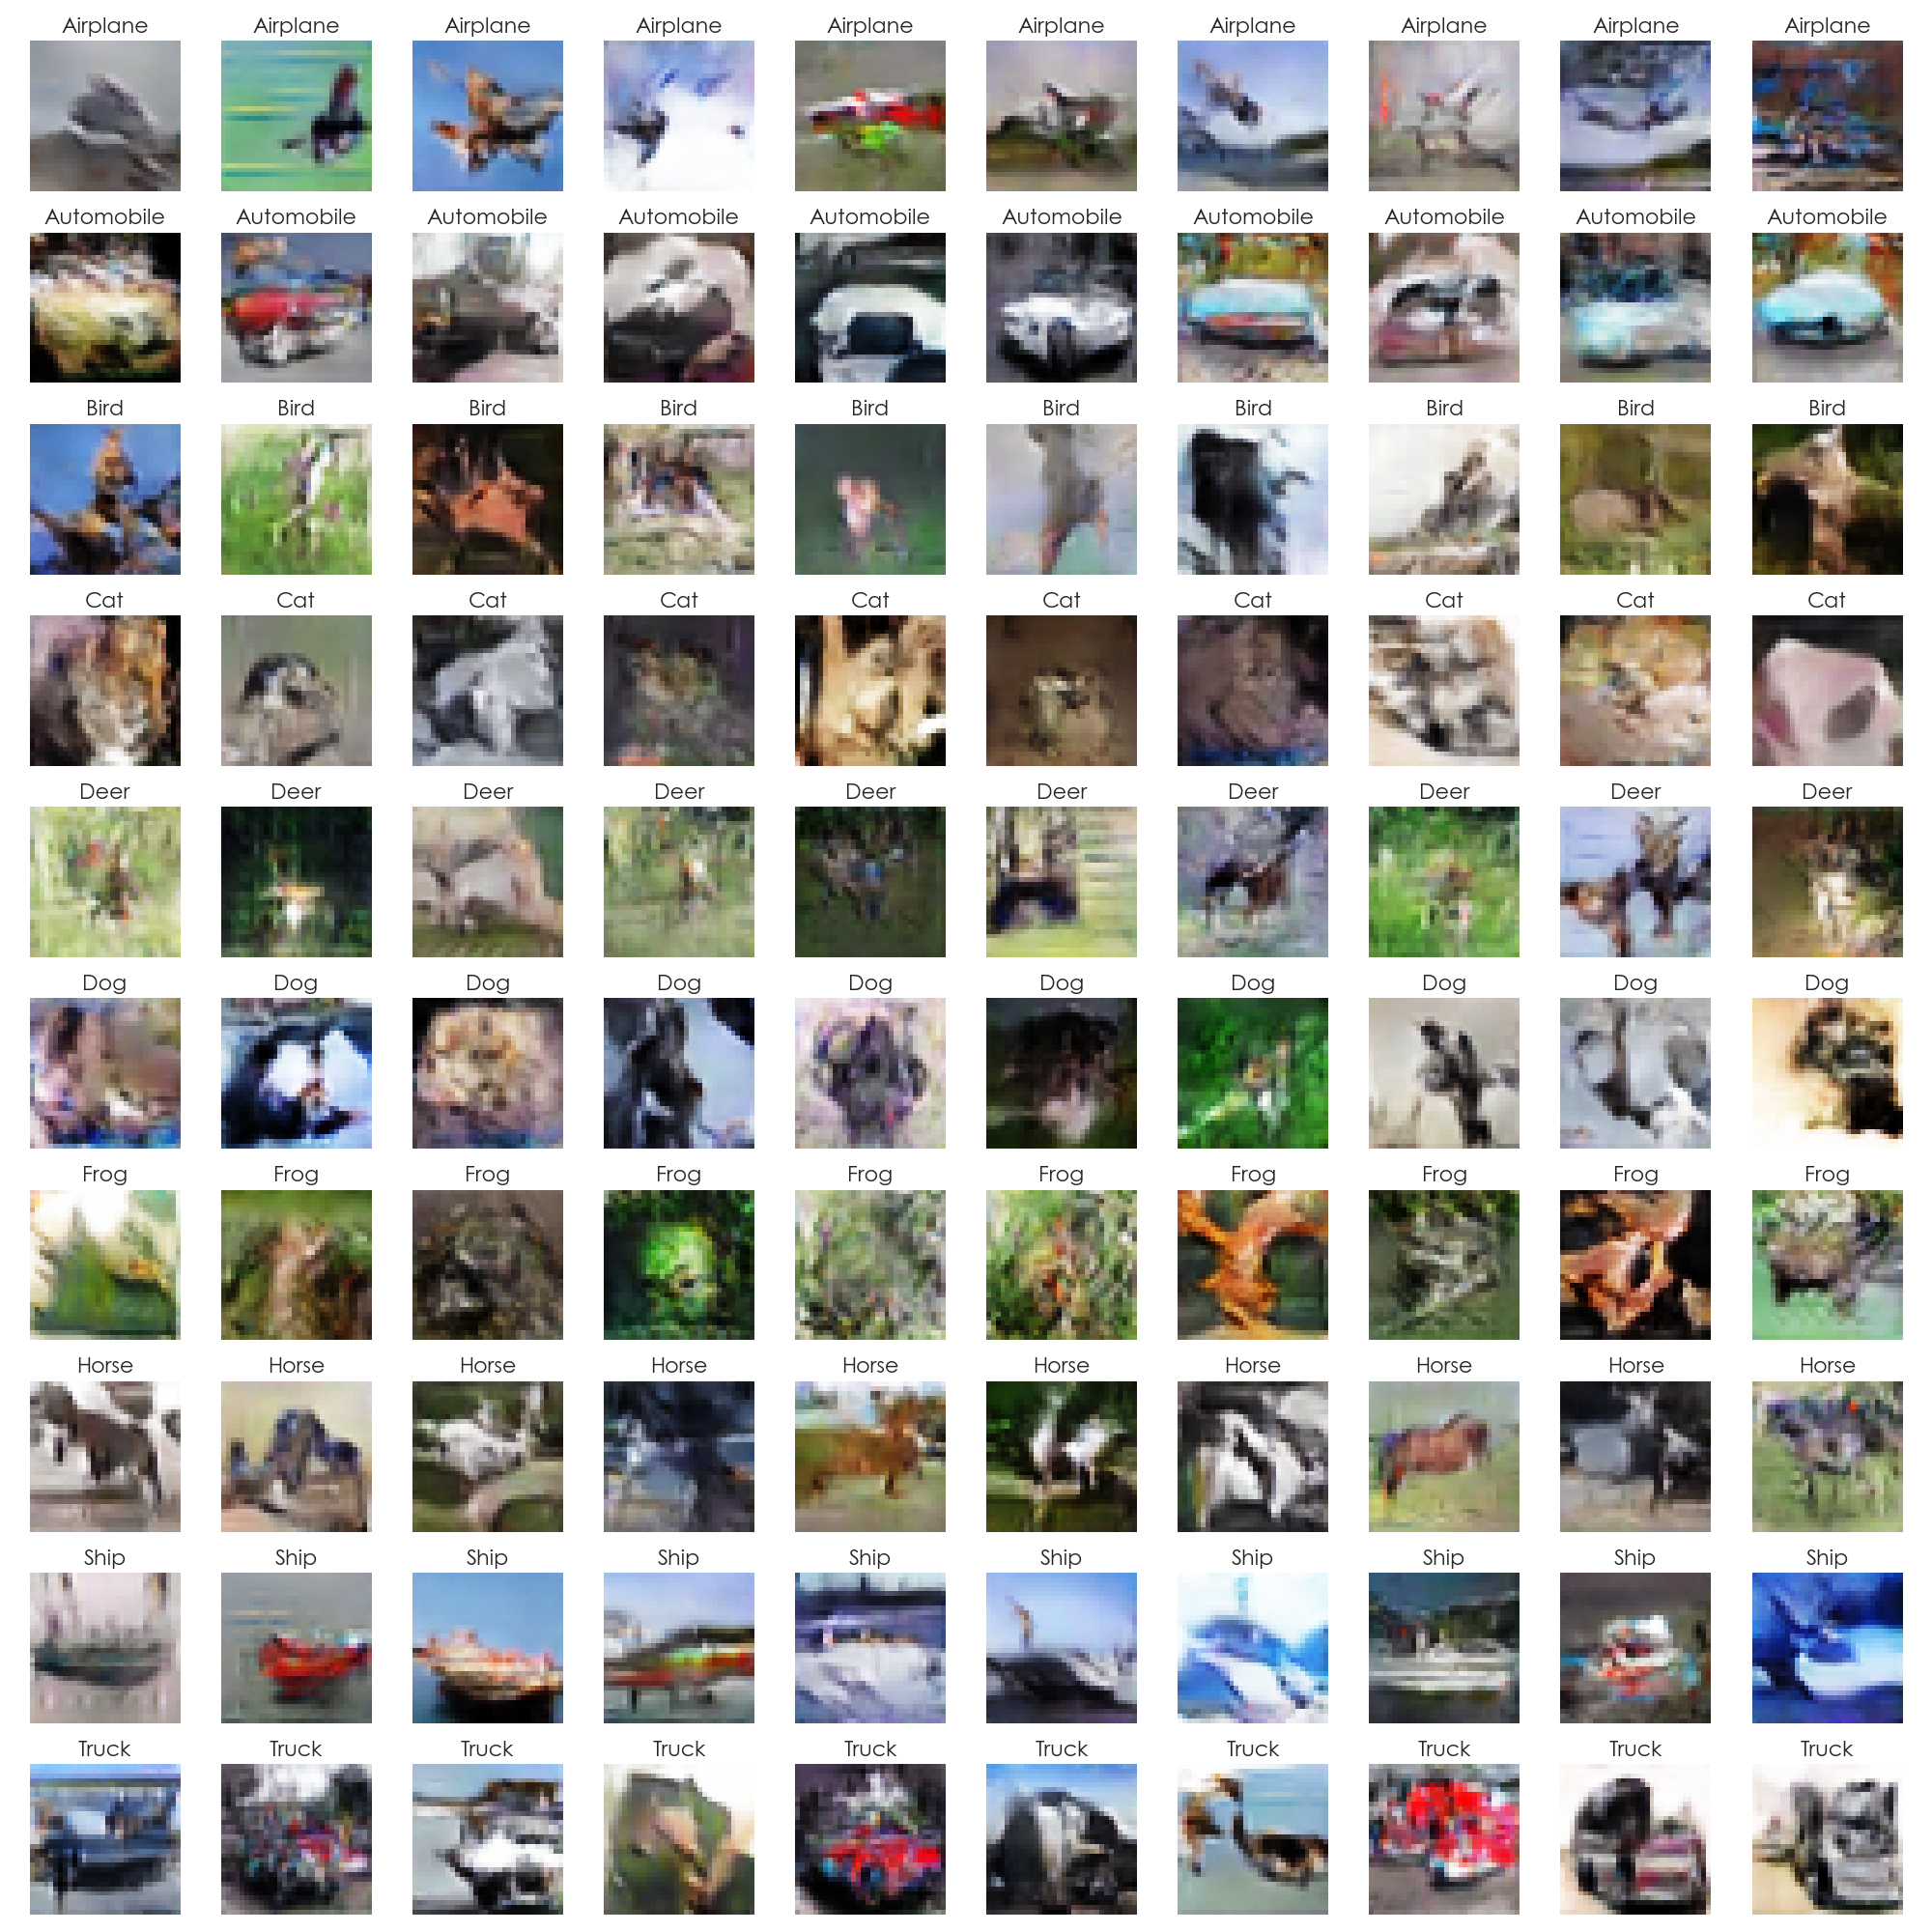 Airplane Airplane Airplane Airplane Airplane Airplane Airplane Airplane Airplane Airplane
Automobile Automobile Automobile Automobile Automobile Automobile Automobile Automobile Automobile Automobile
Bird Bird Bird Bird Bird Bird Bird Bird Bird Bird
Cat Cat Cat Cat Cat Cat Cat Cat Cat Cat
Deer Deer Deer Deer Deer Deer Deer Deer Deer Deer
Dog Dog Dog Dog Dog Dog Dog Dog Dog Dog
Frog Frog Frog Frog Frog Frog Frog Frog Frog Frog
Horse Horse Horse Horse Horse Horse Horse Horse Horse Horse
Ship Ship Ship Ship Ship Ship Ship Ship Ship Ship
Truck Truck Truck Truck Truck Truck Truck Truck Truck Truck